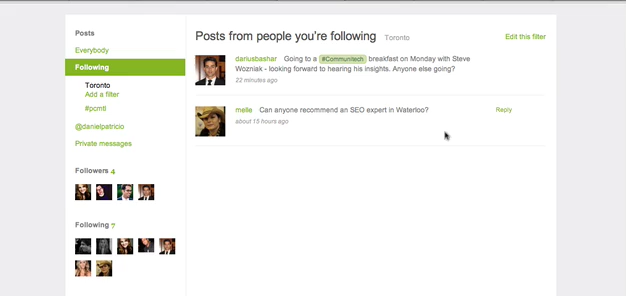 Posts
Everybody
Following
Toronto
Add a filter
#pcmtl
@danielpatricio
Private messages
Followers 4
Following 7
Posts from people you're following Toronto
Edit this filter
dariusbashar Going to a #Communitech breakfast on Monday with Steve
Wozniak - looking forward to hearing his insights. Anyone else going?
22 minutes ago
melle Can anyone recommend an SEO expert in Waterloo?
Reply
about 15 hours ago